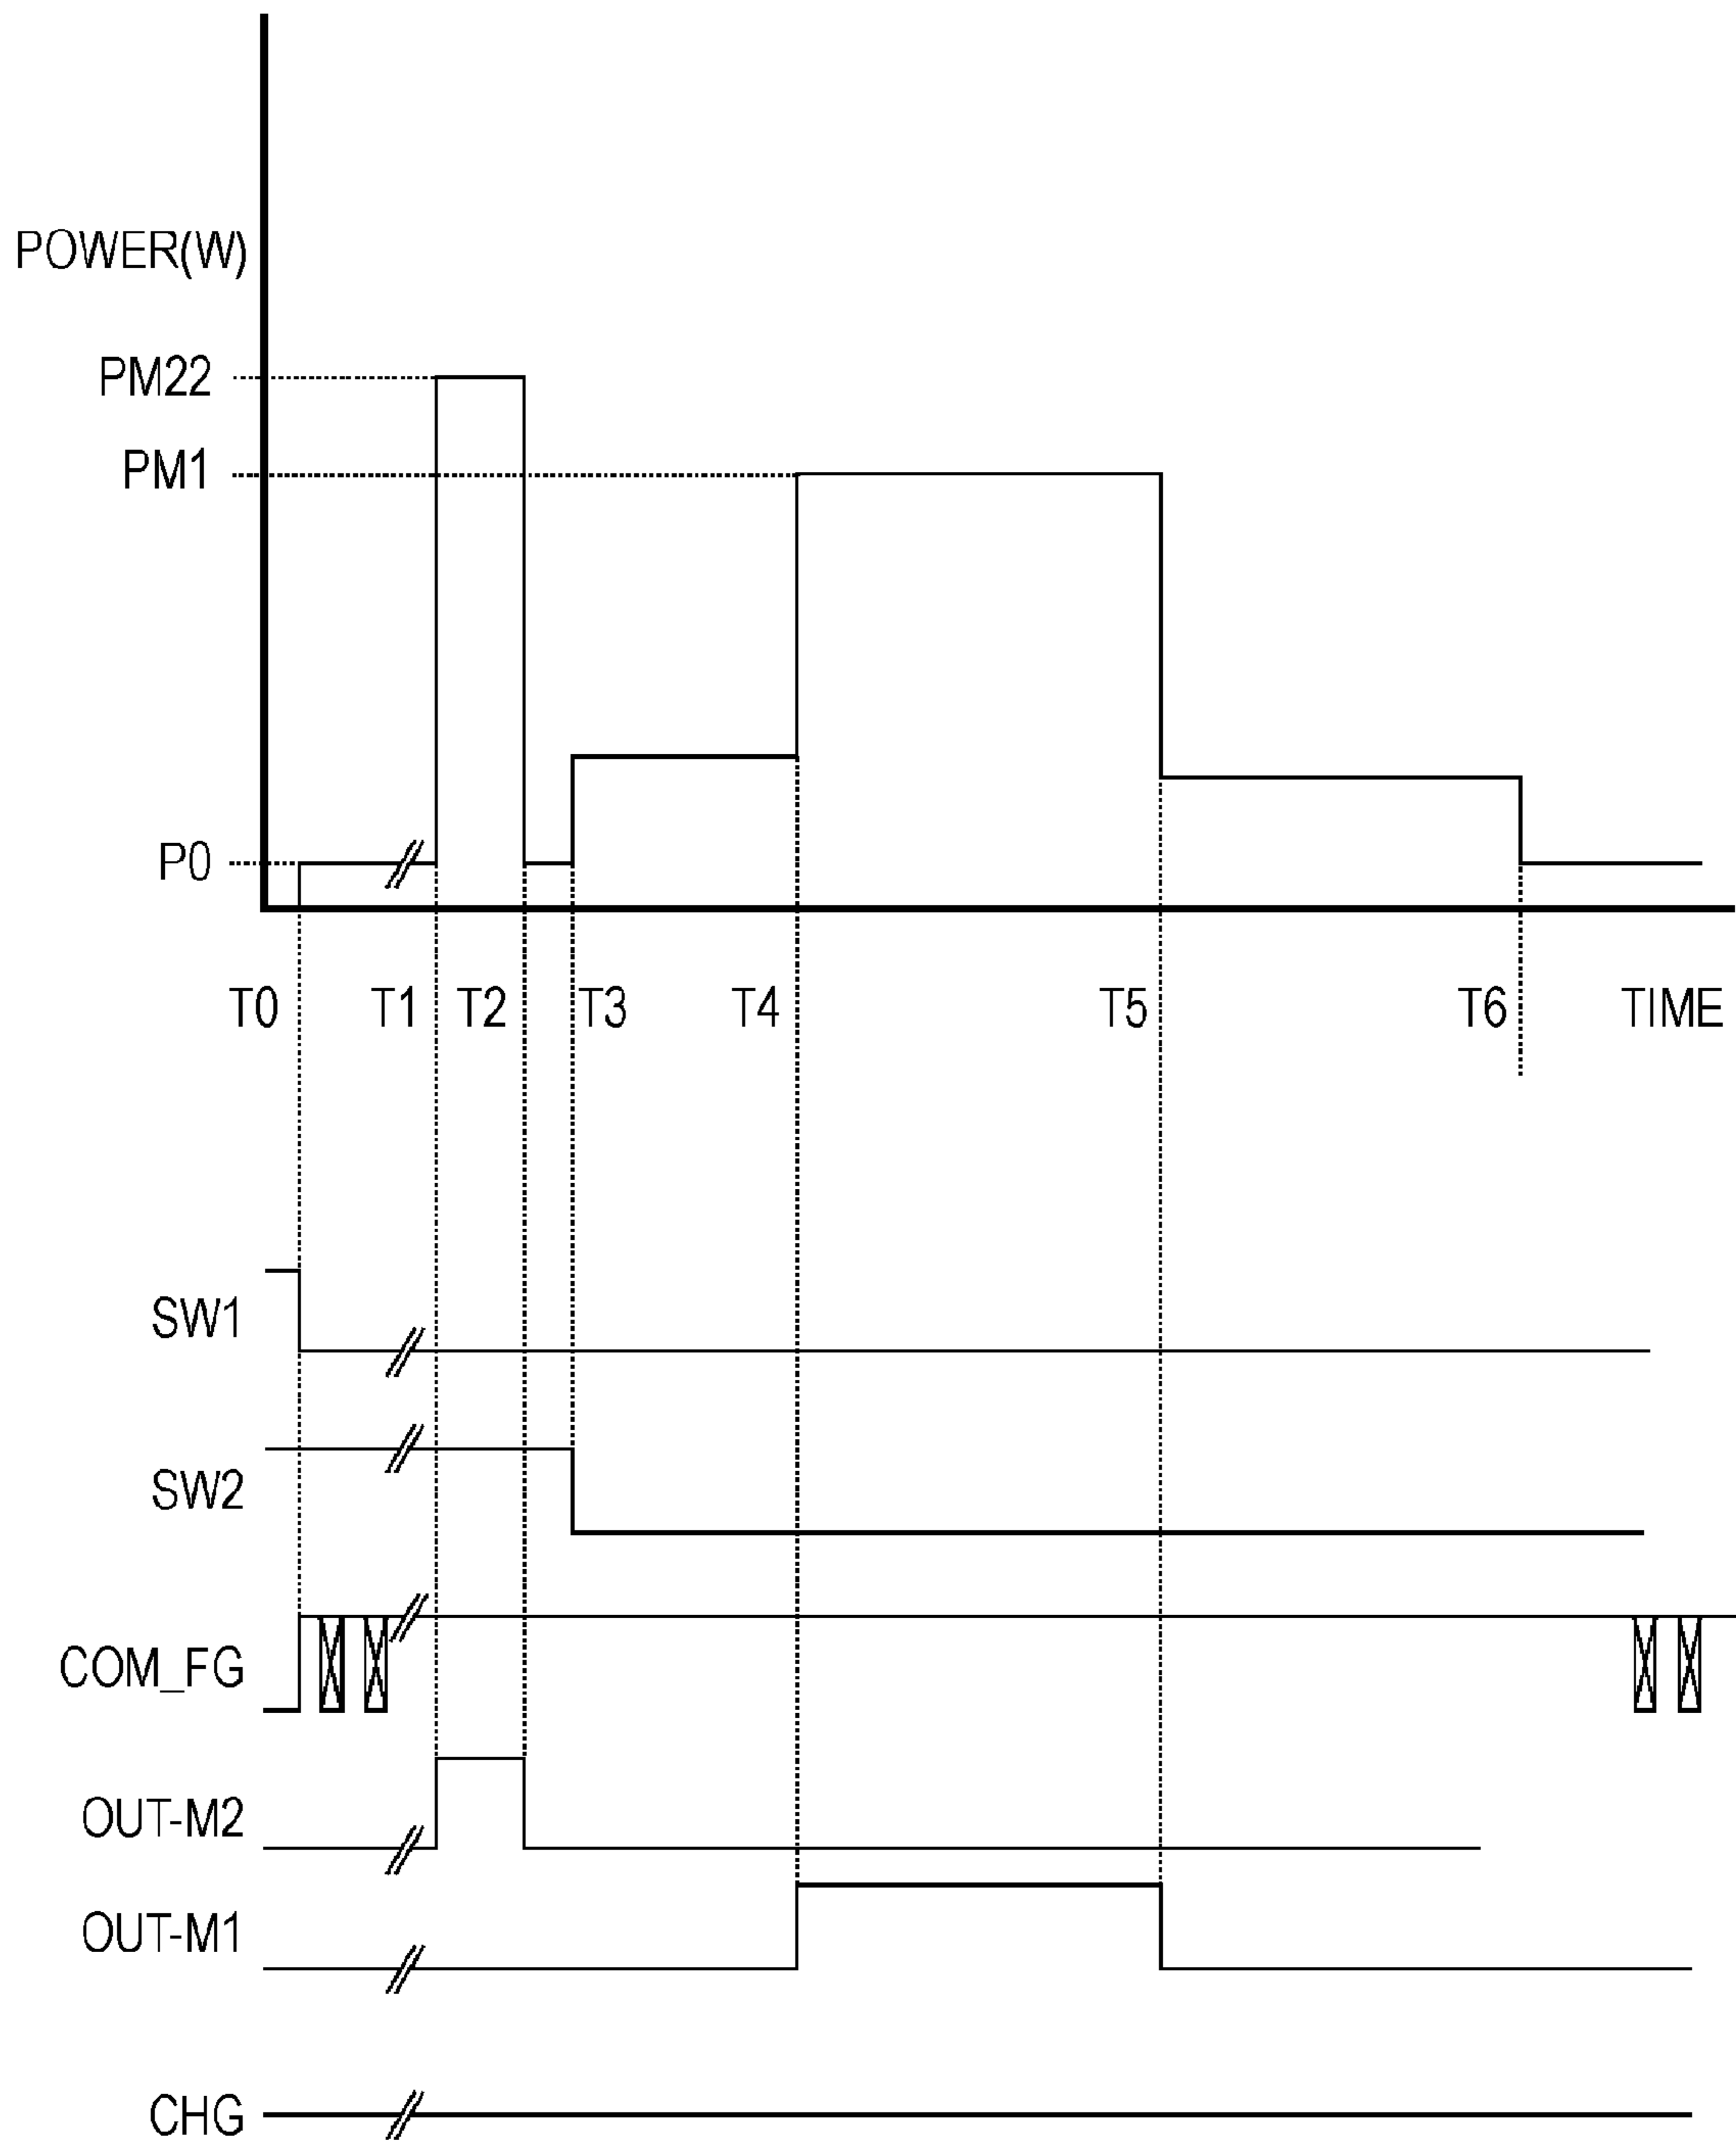 POWER(W)
PM22
PM1
P0
T0 T1 T2 T3 T4 T5 T6 TIME
SW1
SW2
COM_FG
OUT-M2
OUT-M1
CHG